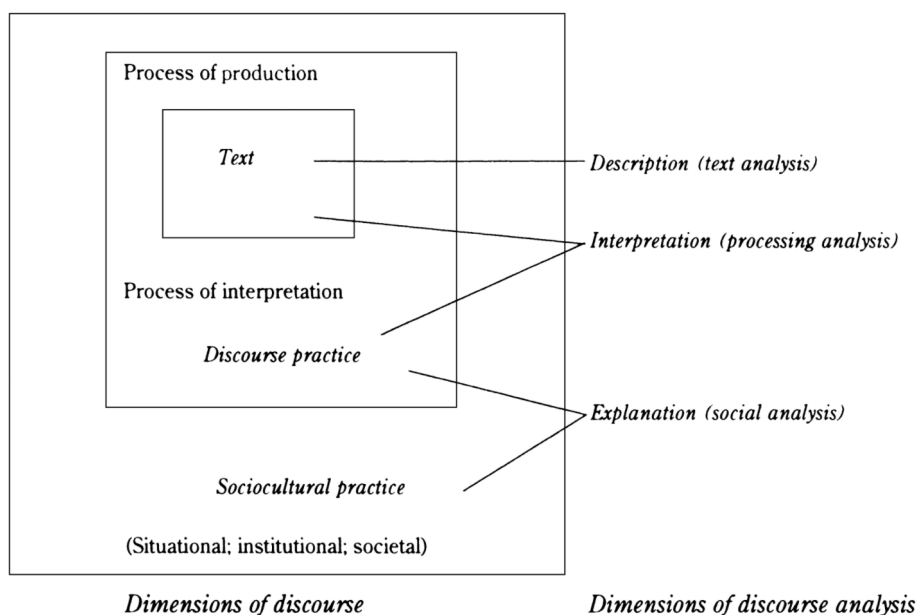 Process of production
Text
Description (text analysis)
Interpretation (processing analysis)
Process of interpretation
Discourse practice
Explanation (social analysis)
Sociocultural practice
(Situational; institutional; societal)
Dimensions of discourse
Dimensions of discourse analysis